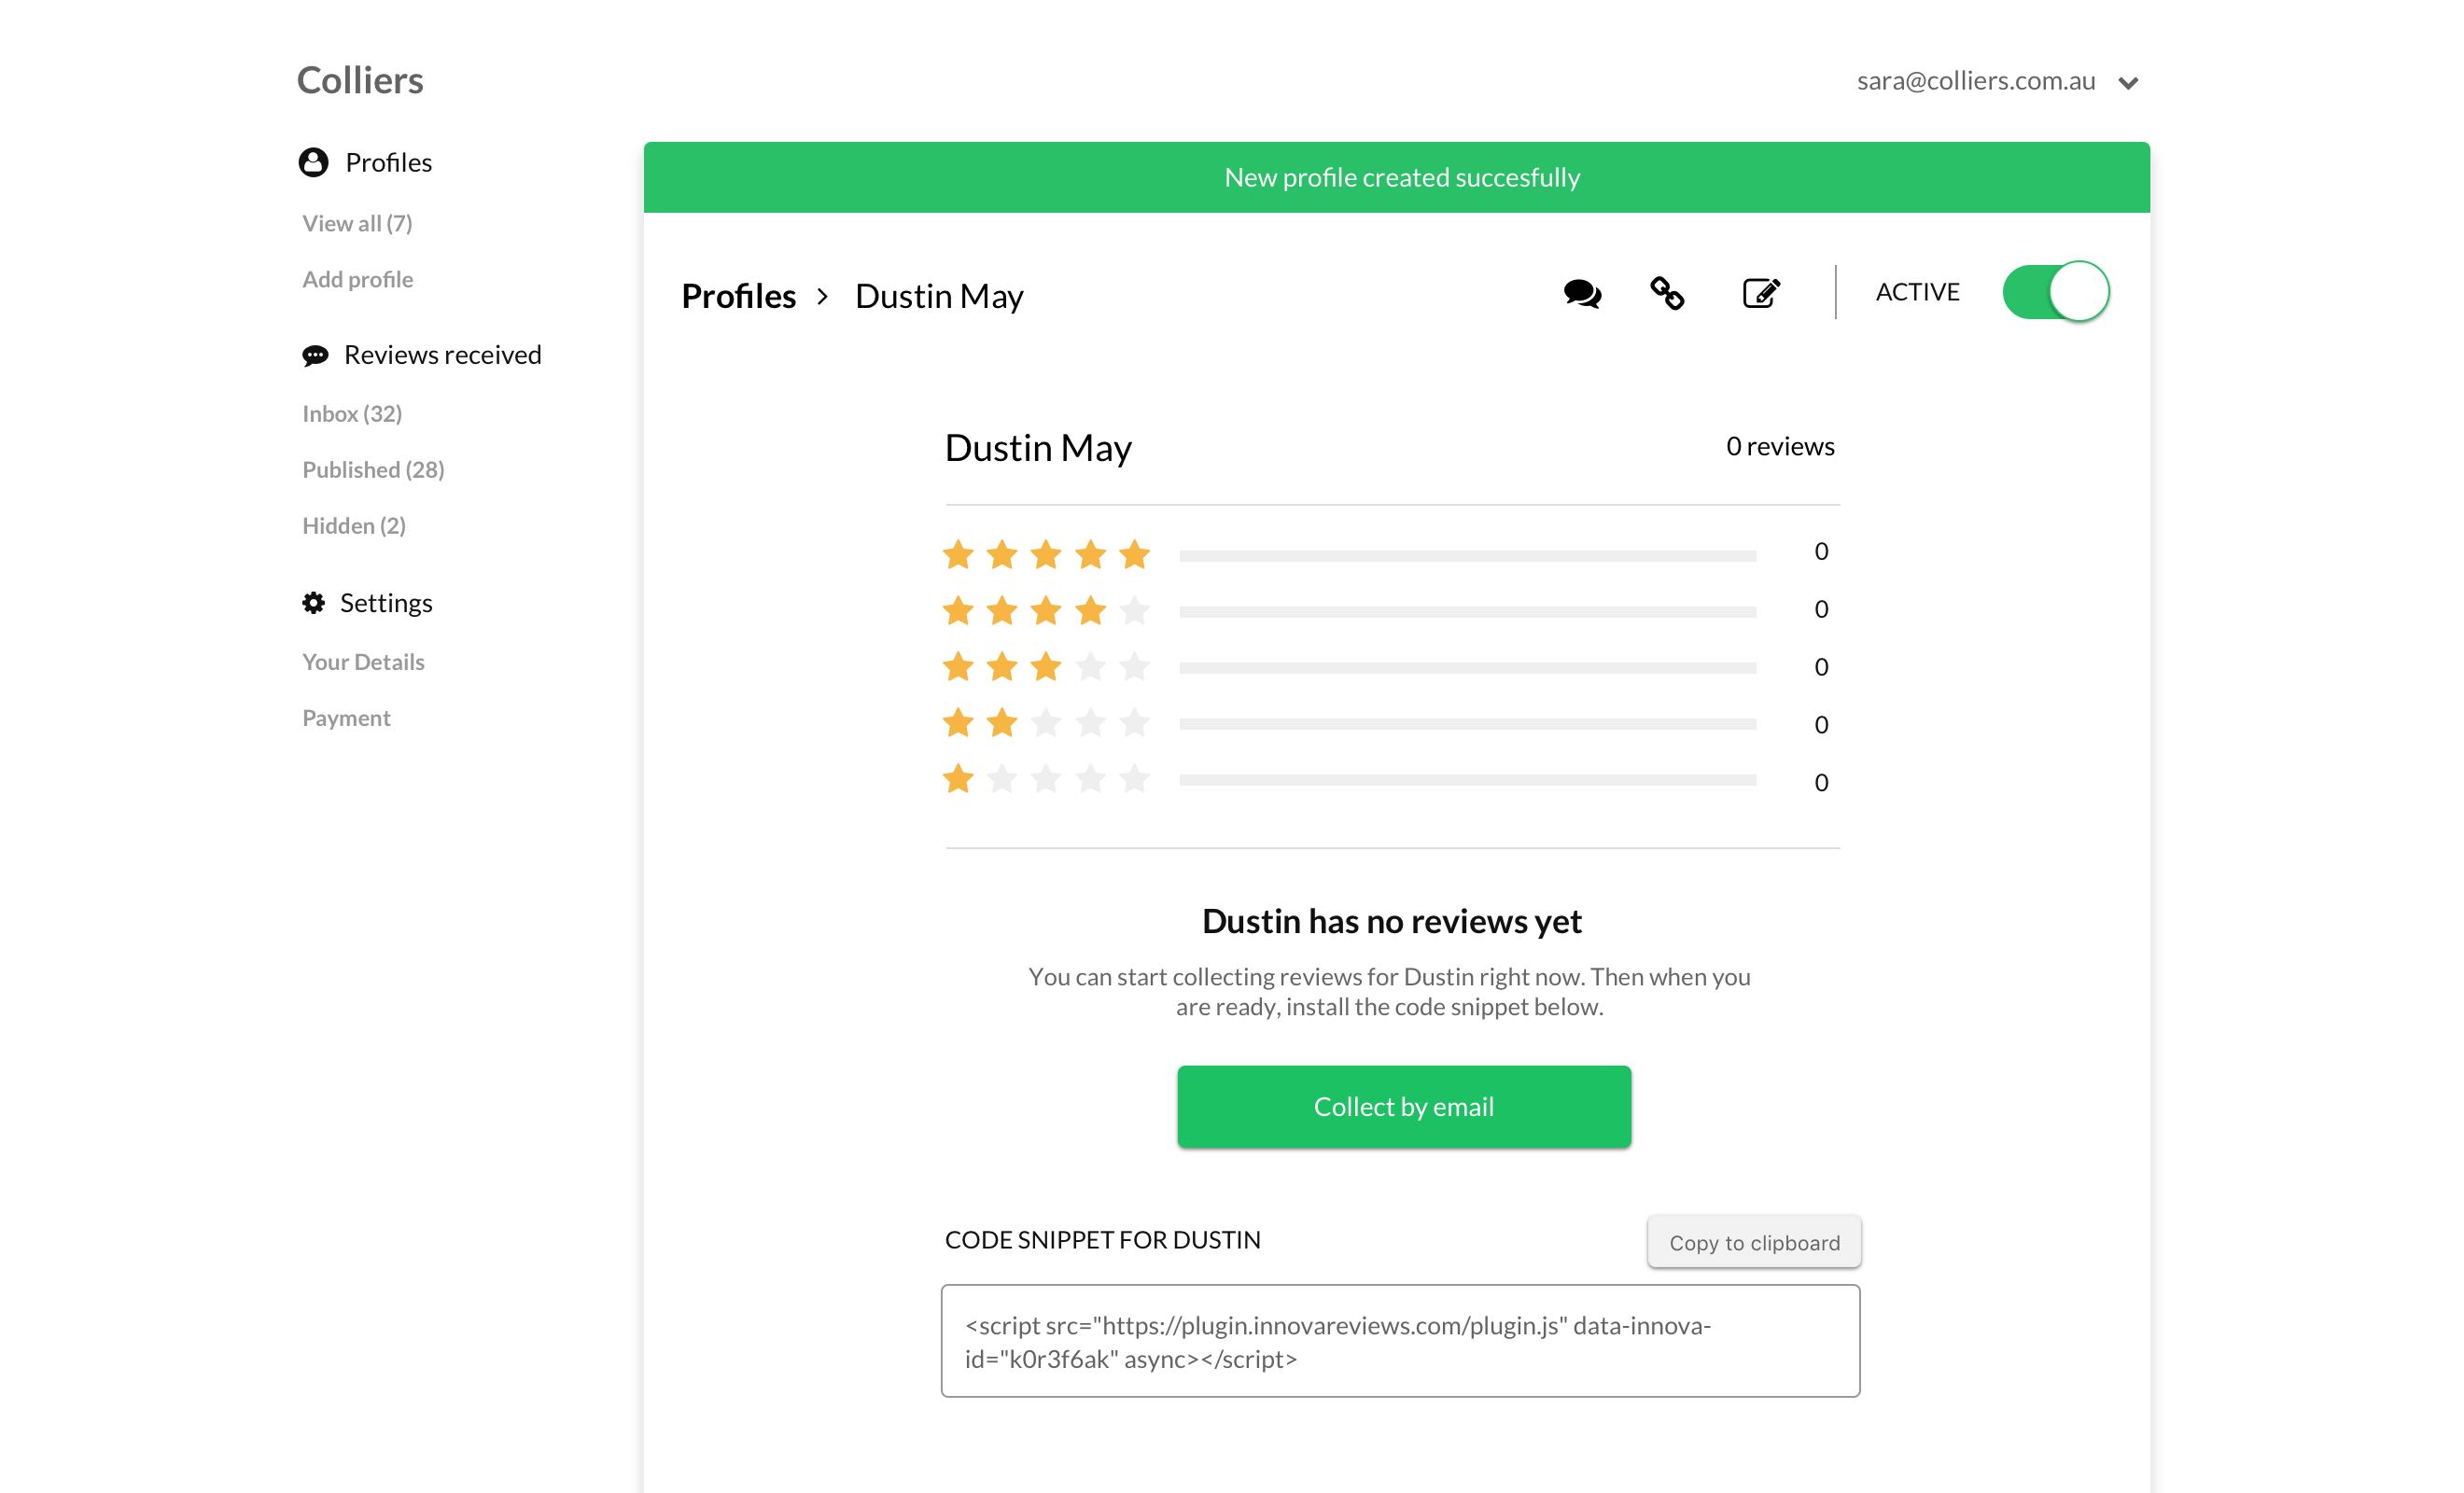 Colliers
sara@colliers.com.au
Profiles
View all (7)
Add profile
Reviews received
Inbox (32)
Published (28)
Hidden (2)
Settings
Your Details
Payment
New profile created succesfully
Profiles > Dustin May
ACTIVE
Dustin May
0 reviews
0
0
0
0
0
Dustin has no reviews yet
You can start collecting reviews for Dustin right now. Then when you
are ready, install the code snippet below.
Collect by email
CODE SNIPPET FOR DUSTIN
Copy to clipboard
<script src="https://plugin.innovareviews.com/plugin.js" data-innova-
id="k0r3f6ak" async></script>